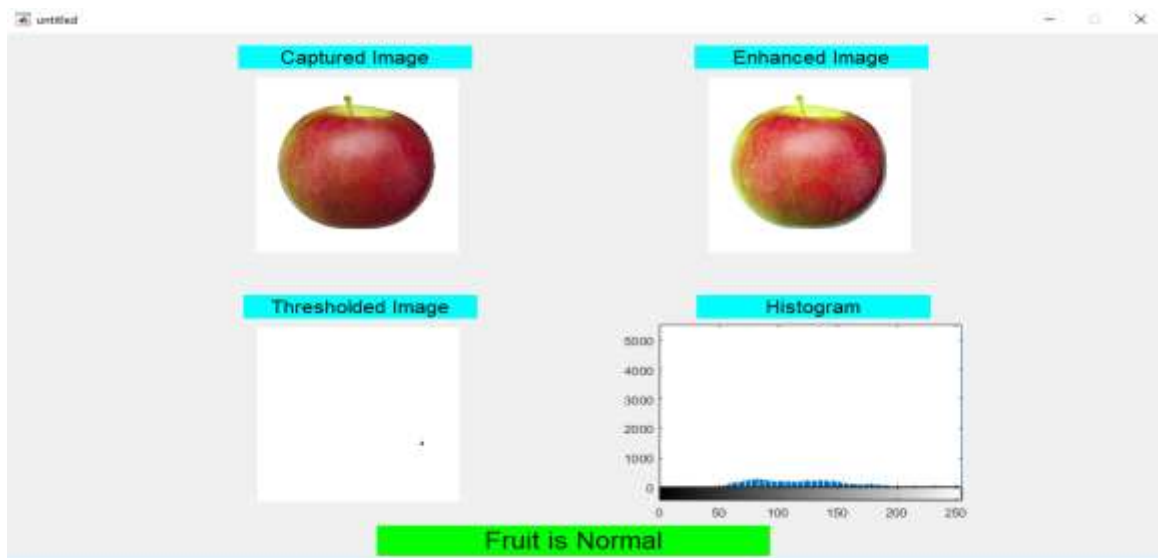 untitled
Captured Image
Enhanced Image
Thresholded Image
Histogram
5000
4000
3000
2000
1000
0
0 50 100 150 200 250
Fruit is Normal